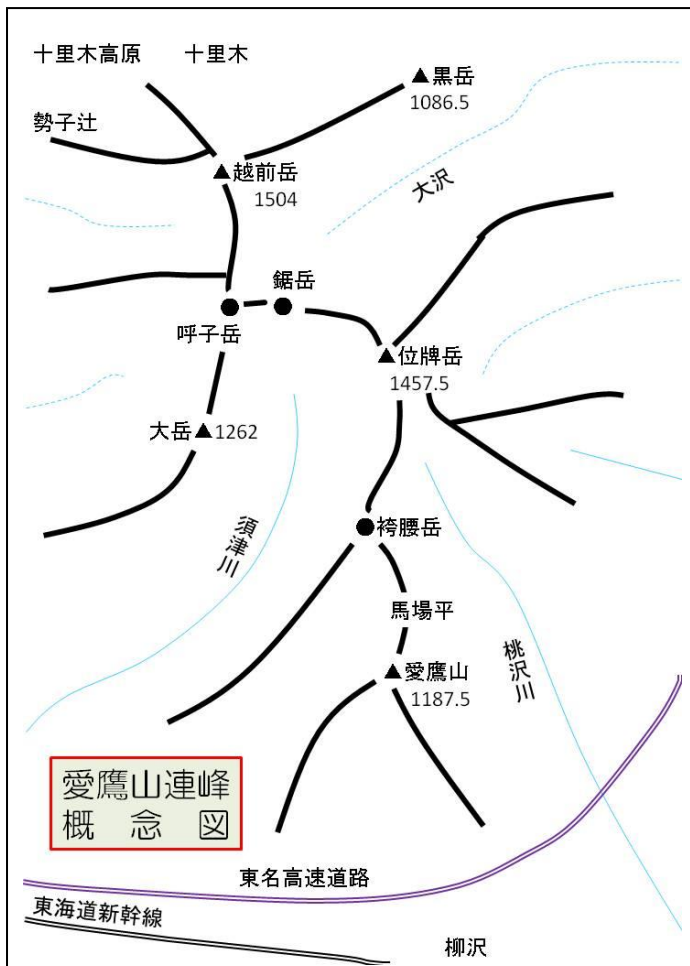 十里木高原
十里木
黒岳
1086.5
勢子辻
越前岳
1504
大沢
鋸岳
呼子岳
位牌岳
1457.5
大岳
1262
須津川
袴腰岳
馬場平
桃沢川
愛鷹山
1187.5
愛鷹山連峰
概念図
東名高速道路
東海道新幹線
柳沢